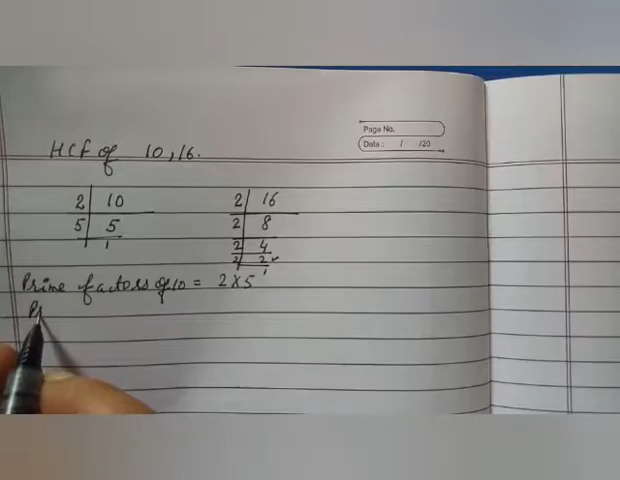 Page No.
Date : / /20
HCF of 10,16.
2 10 2 16
5 5 2 8
1 2 4
2 2
1
Prime factors of 10 = 2×5
Pr